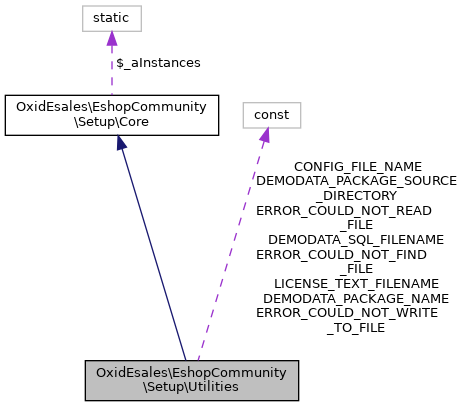 static
$_aInstances
OxidEsales\EshopCommunity
\Setup\Core
const
CONFIG_FILE_NAME
DEMODATA_PACKAGE_SOURCE
_DIRECTORY
ERROR_COULD_NOT_READ
_FILE
DEMODATA_SQL_FILENAME
ERROR_COULD_NOT_FIND
_FILE
LICENSE_TEXT_FILENAME
DEMODATA_PACKAGE_NAME
ERROR_COULD_NOT_WRITE
_TO_FILE
OxidEsales\EshopCommunity
\Setup\Utilities